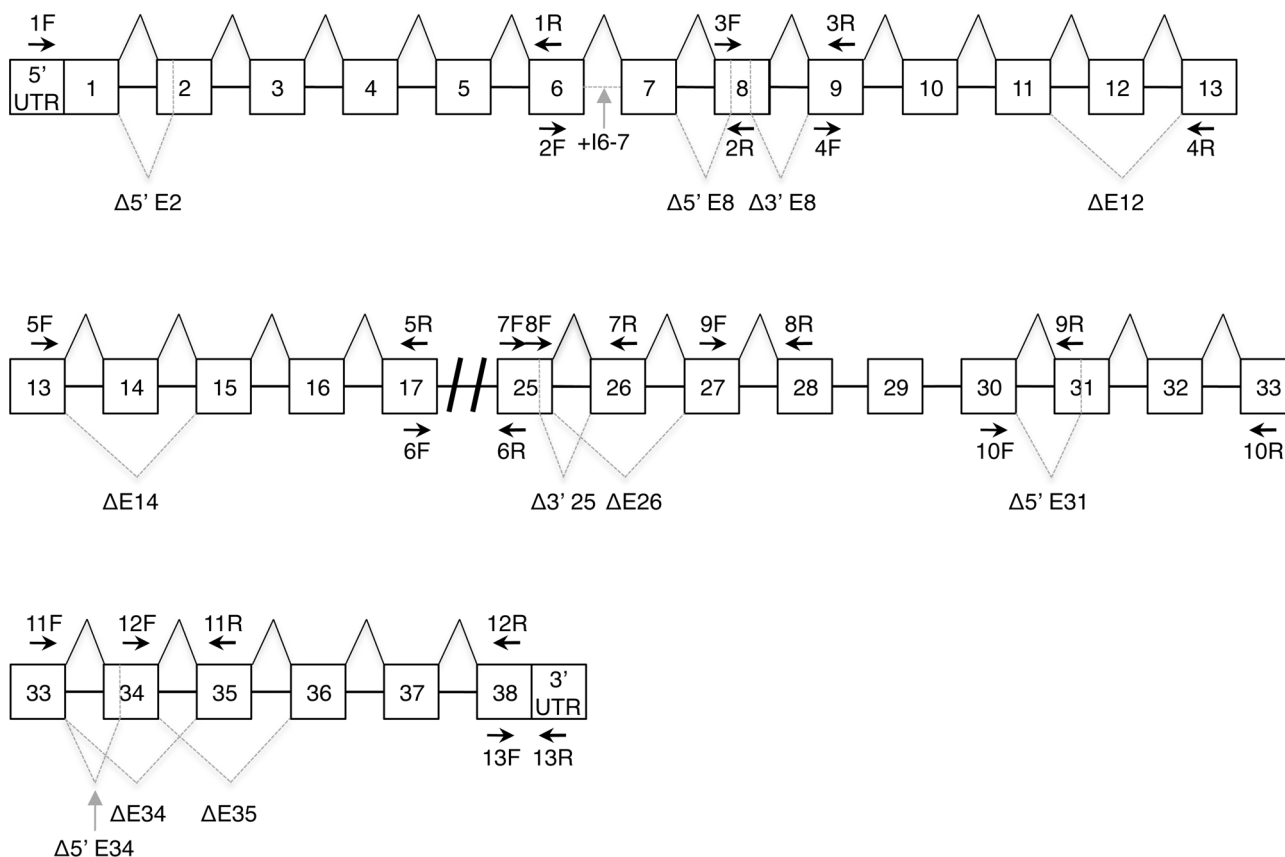 1F 1R 3F 3R
5' UTR 1 2 3 4 5 6 7 8 9 10 11 12 13
2F +I6-7 2R 4F 4R
Δ5' E2 Δ5' E8 Δ3' E8 ΔE12
5F 5R 7F 8F 7R 9F 8R 9R
13 14 15 16 17 25 26 27 28 29 30 31 32 33
6F 6R 10F 10R
ΔE14 Δ3' 25 ΔE26 Δ5' E31
11F 12F 11R 12R
33 34 35 36 37 38 3' UTR
13F 13R
ΔE34 ΔE35
Δ5' E34